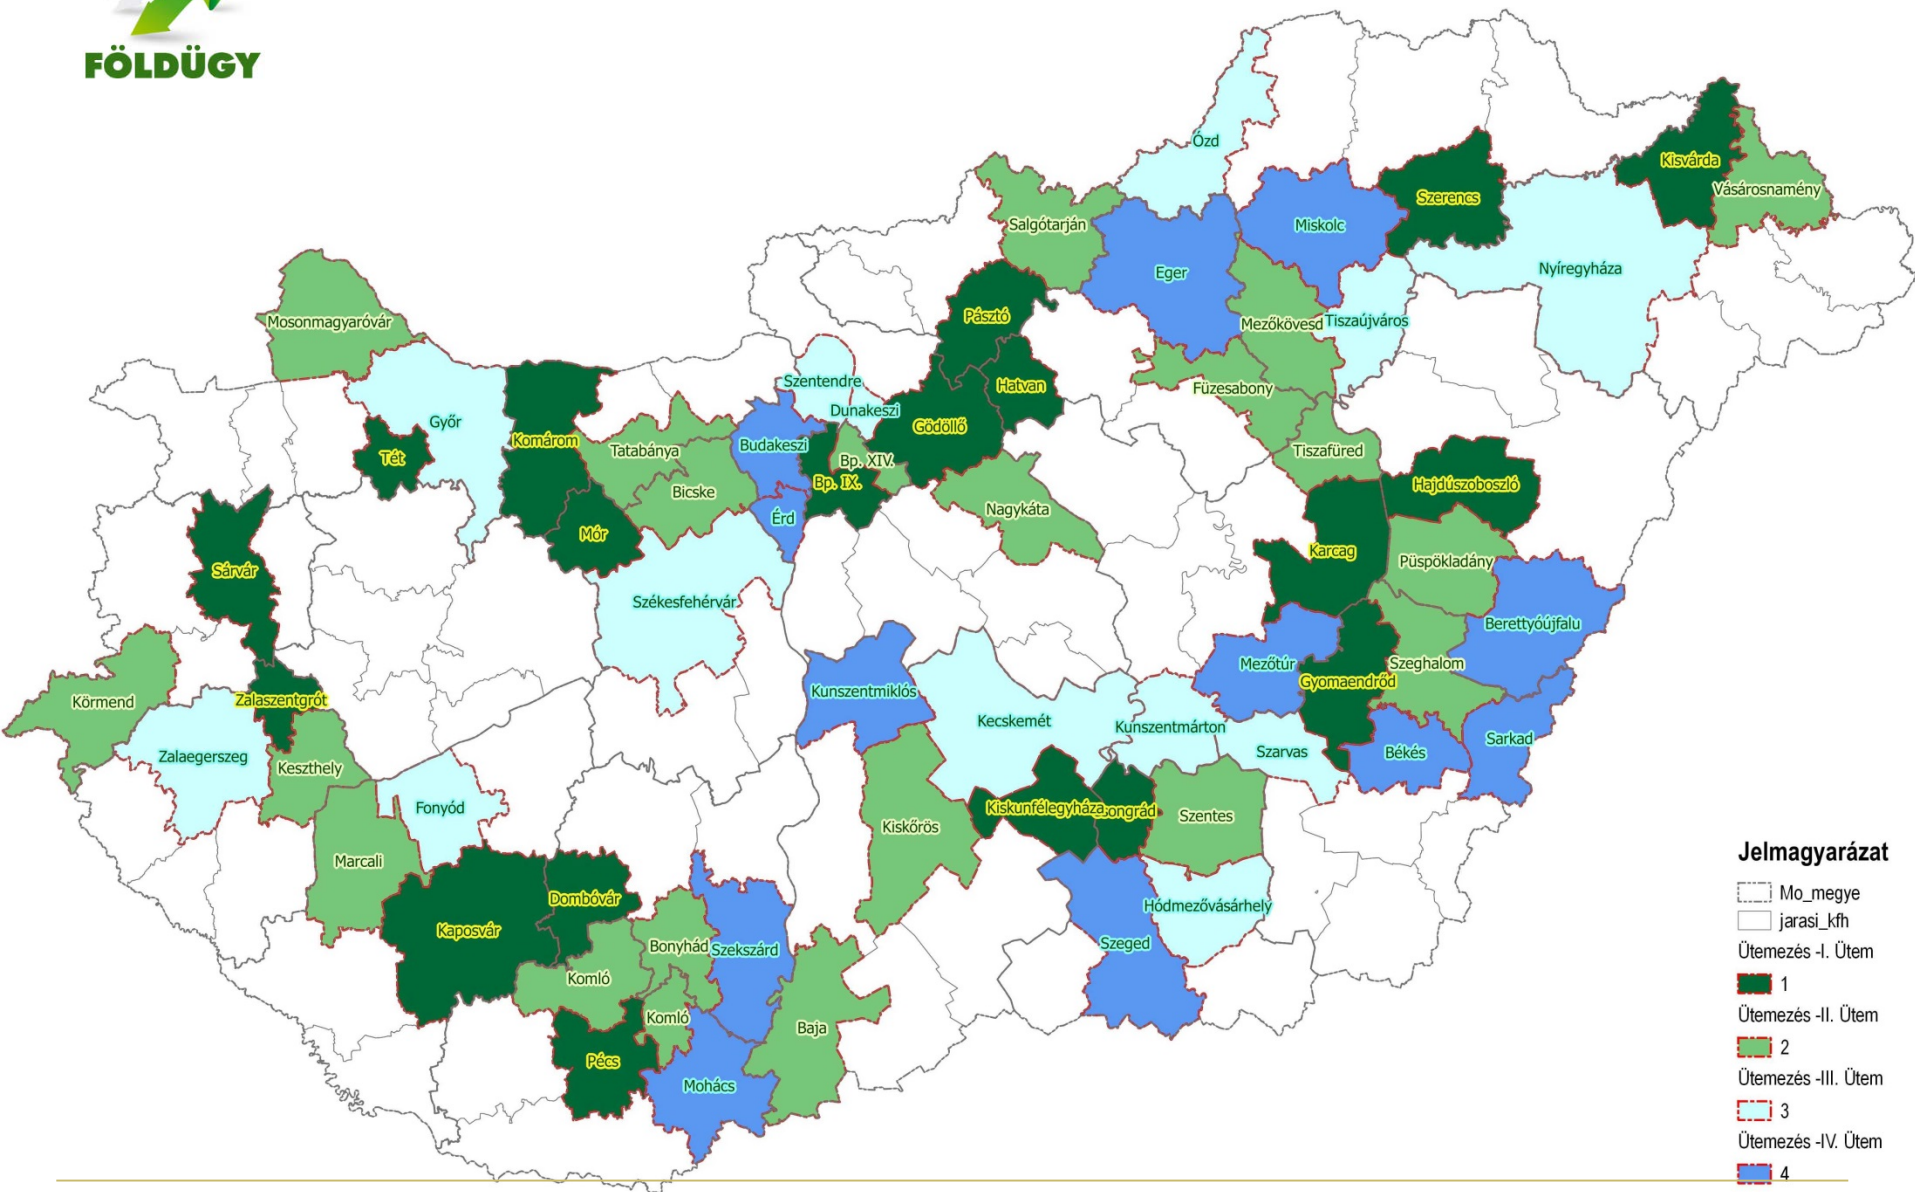 FÖLDÜGY
Ózd
Kisvárda
Vásárosnamény
Szerencs
Salgótarján
Miskolc
Eger
Nyíregyháza
Mosonmagyaróvár
Pásztó
Mezőkövesd
Tiszaújváros
Szentendre
Hatvan
Füzesabony
Dunakeszi
Győr
Gödöllő
Komárom
Budakeszi
Tatabánya
Tiszafüred
Tét
Bp. XIV.
Bp. IX.
Bicske
Hajdúszoboszló
Nagykáta
Érd
Mór
Karcag
Püspökladány
Sárvár
Székesfehérvár
Berettyóújfalu
Mezőtúr
Szeghalom
Gyomaendrőd
Kunszentmiklós
Körmend
Zalaszentgrót
Kecskemét
Kunszentmárton
Sarkad
Szarvas
Békés
Zalaegerszeg
Keszthely
Fonyód
Kiskunfélegyháza
ongrád
Szentes
Kiskőrös
Marcali
Dombóvár
Hódmezővásárhely
Kaposvár
Bonyhád
Szekszárd
Szeged
Komló
Komló
Baja
Pécs
Mohács
Jelmagyarázat
Mo_megye
jarasi_kfh
Ütemezés -I. Ütem
1
Ütemezés -II. Ütem
2
Ütemezés -III. Ütem
3
Ütemezés -IV. Ütem
4